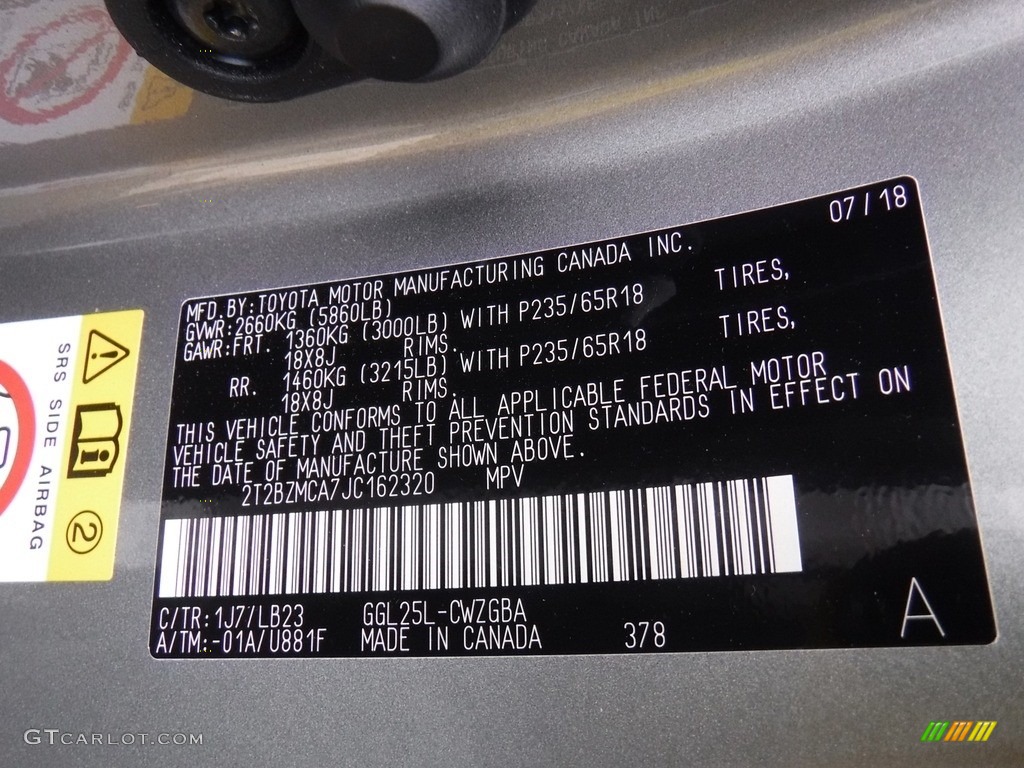 07/18
MFD.BY:TOYOTA MOTOR MANUFACTURING CANADA INC.
GVWR:2660KG (5860LB)
GAWR:FRT. 1360KG (3000LB) WITH P235/65R18 TIRES,
18X8J RIMS.
RR. 1460KG (3215LB) WITH P235/65R18 TIRES,
18X8J RIMS.
THIS VEHICLE CONFORMS TO ALL APPLICABLE FEDERAL MOTOR
VEHICLE SAFETY AND THEFT PREVENTION STANDARDS IN EFFECT ON
THE DATE OF MANUFACTURE SHOWN ABOVE.
2T2BZMCA7JC162320 MPV
C/TR:1J7/LB23 GGL25L-CWZGBA
A/TM:-01A/U881F MADE IN CANADA 378
A
SRS SIDE AIRBAG
2
GTCARLOT.COM